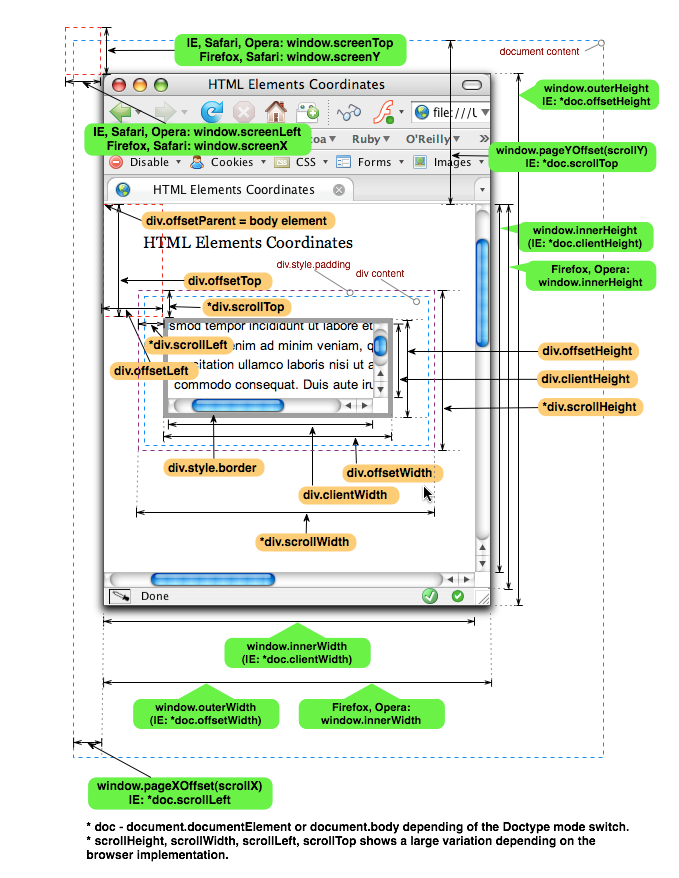 IE, Safari, Opera: window.screenTop
Firefox, Safari: window.screenY
document content
HTML Elements Coordinates
window.outerHeight
IE: *doc.offsetHeight
file:///U
IE, Safari, Opera: window.screenLeft
Firefox, Safari: window.screenX
Ruby
O'Reilly
window.pageYOffset(scrollY)
IE: *doc.scrollTop
Disable
Cookies
CSS
Forms
Images
HTML Elements Coordinates
div.offsetParent = body element
window.innerHeight
(IE: *doc.clientHeight)
HTML Elements Coordinates
div.style.padding
div content
Firefox, Opera:
window.innerHeight
div.offsetTop
*div.scrollTop
smod tempor incididunt ut labore et
*div.scrollLeft
enim ad minim veniam, q
div.offsetHeight
div.offsetLeft
citation ullamco laboris nisi ut a
div.clientHeight
commodo consequat. Duis aute iru
*div.scrollHeight
div.style.border
div.offsetWidth
div.clientWidth
*div.scrollWidth
Done
window.innerWidth
(IE: *doc.clientWidth)
window.outerWidth
(IE: *doc.offsetWidth)
Firefox, Opera:
window.innerWidth
window.pageXOffset(scrollX)
IE: *doc.scrollLeft
* doc - document.documentElement or document.body depending of the Doctype mode switch.
* scrollHeight, scrollWidth, scrollLeft, scrollTop shows a large variation depending on the
browser implementation.